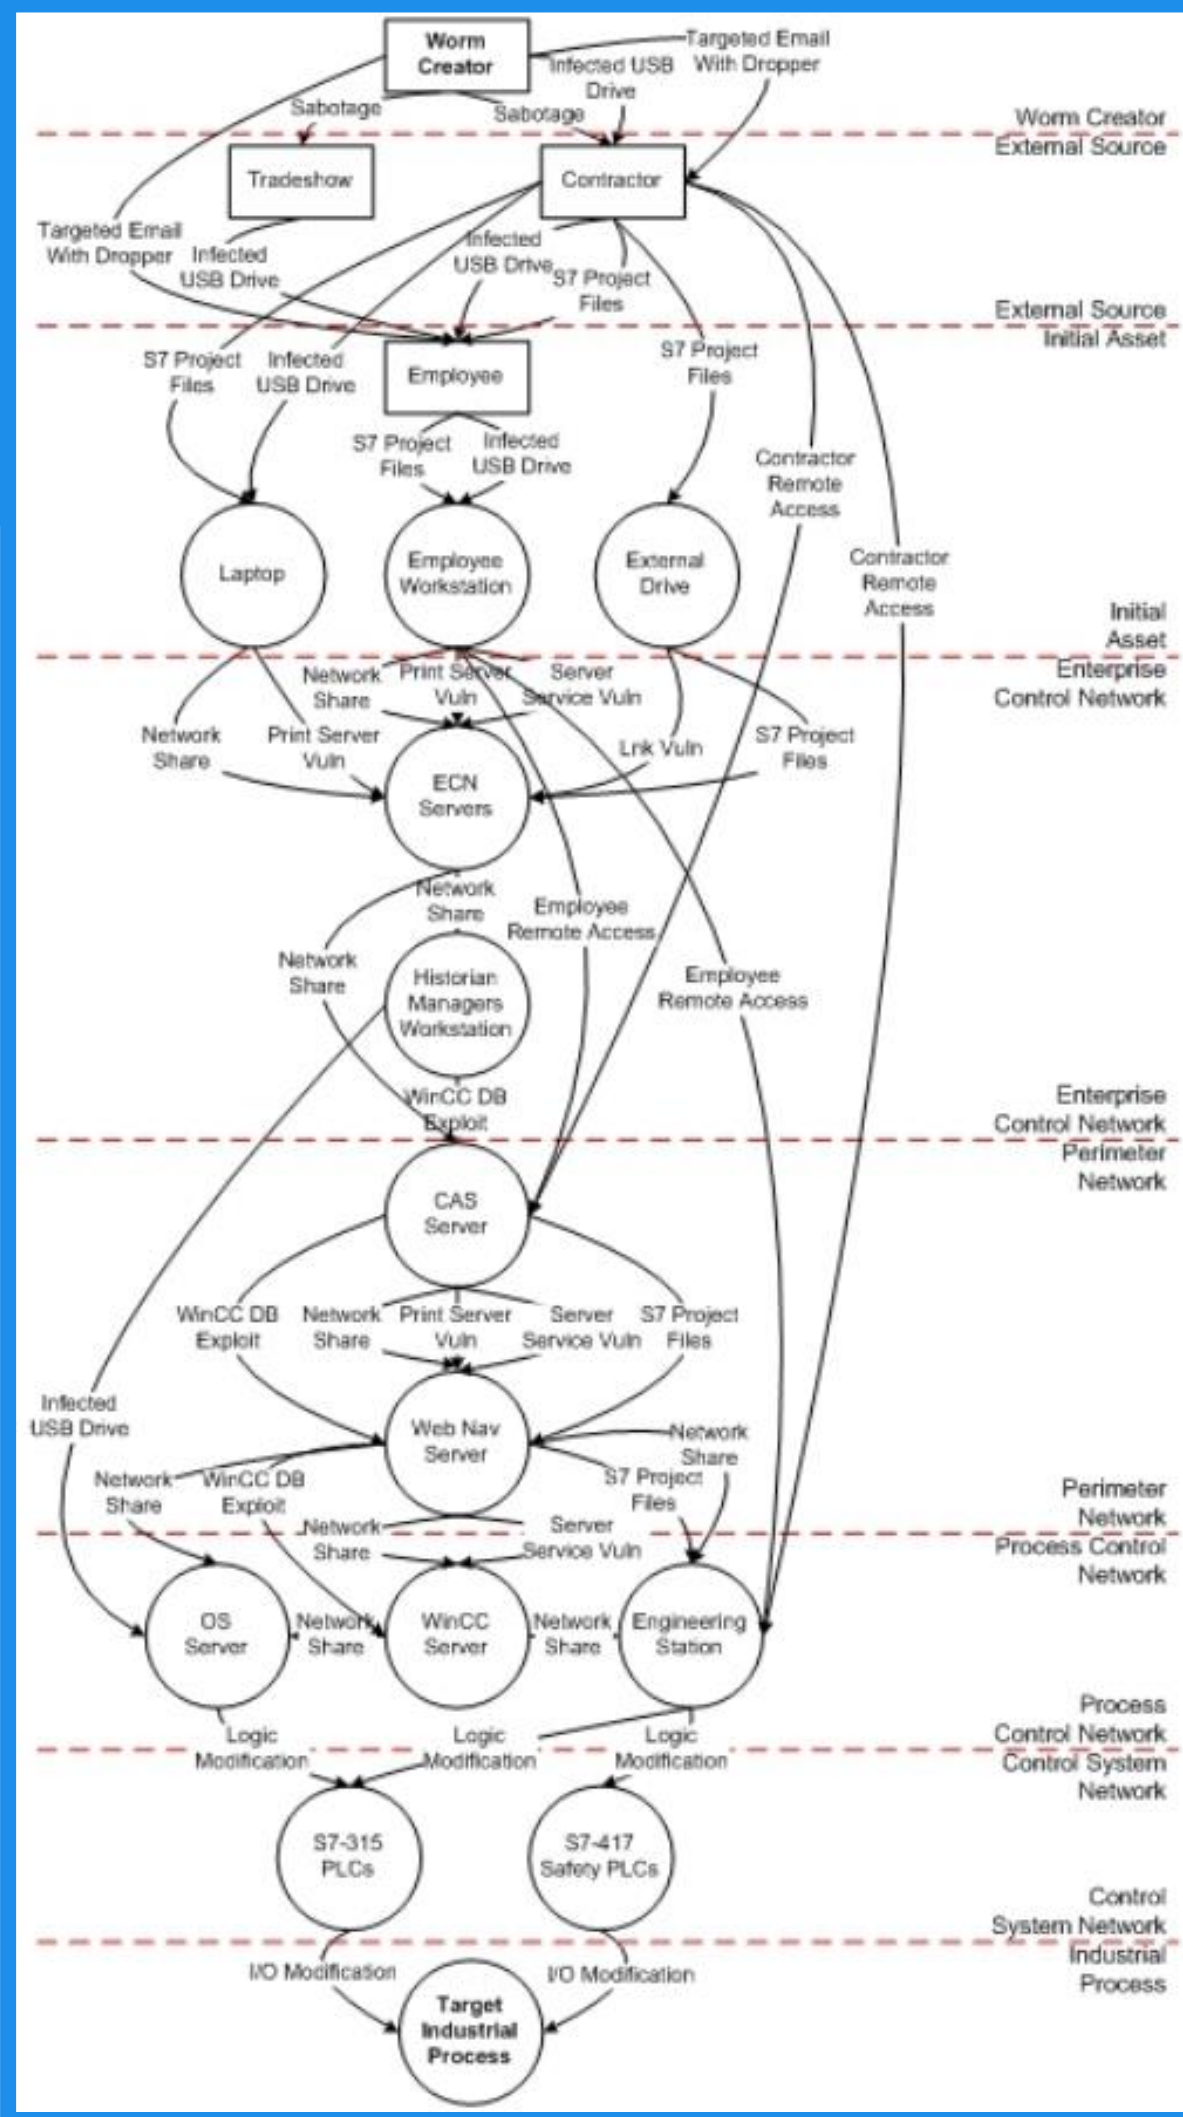 Worm
Creator
Targeted Email
With Dropper
Infected USB
Drive
Sabotage
Sabotage
Worm Creator
External Source
Tradeshow
Contractor
Targeted Email
With Dropper
Infected
USB Drive
Infected
USB Drive
S7 Project
Files
External Source
Initial Asset
S7 Project
Files
Infected
USB Drive
Employee
S7 Project
Files
S7 Project
Files
Infected
USB Drive
Contractor
Remote
Access
Laptop
Employee
Workstation
External
Drive
Contractor
Remote
Access
Initial
Asset
Enterprise
Control Network
Network
Share
Print Server
Vuln
Server
Service Vuln
Network
Share
Print Server
Vuln
Lnk Vuln
S7 Project
Files
ECN
Servers
Network
Share
Employee
Remote Access
Network
Share
Historian
Managers
Workstation
Employee
Remote Access
WinCC DB
Exploit
Enterprise
Control Network
Perimeter
Network
CAS
Server
WinCC DB
Exploit
Network
Share
Print Server
Vuln
Server
Service Vuln
S7 Project
Files
Infected
USB Drive
Web Nav
Server
Network
Share
Network
Share
WinCC DB
Exploit
S7 Project
Files
Perimeter
Network
Network
Share
Server
Service Vuln
Process Control
Network
OS
Server
Network
Share
WinCC
Server
Network
Share
Engineering
Station
Process
Control Network
Logic
Modification
Logic
Modification
Logic
Modification
Control System
Network
S7-315
PLCs
S7-417
Safety PLCs
Control
System Network
Industrial
Process
I/O Modification
I/O Modification
Target
Industrial
Process